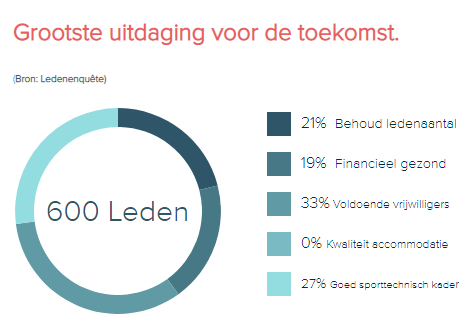 Grootste uitdaging voor de toekomst.
(Bron: Ledenenquête)
600 Leden
21% Behoud ledenaantal
19% Financieel gezond
33% Voldoende vrijwilligers
0% Kwaliteit accommodatie
27% Goed sporttechnisch kader